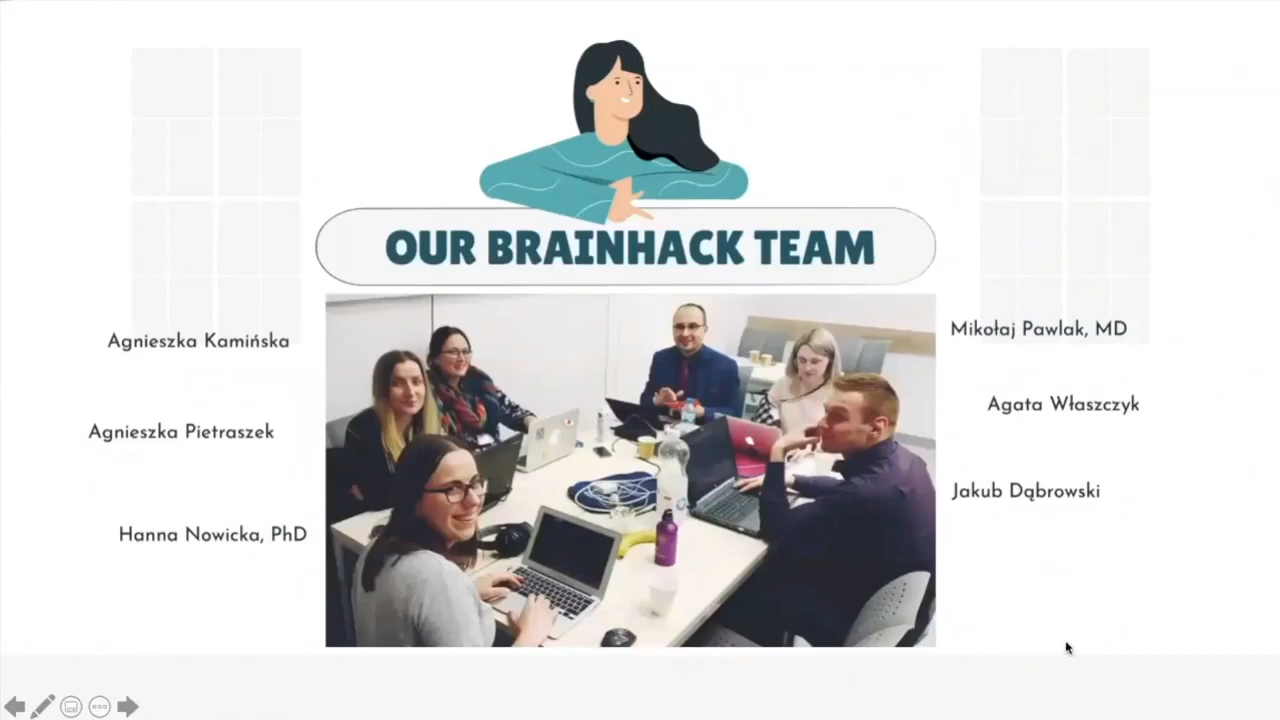 OUR BRAINHACK TEAM
Agnieszka Kamińska
Agnieszka Pietraszek
Hanna Nowicka, PhD
Mikołaj Pawlak, MD
Agata Właszczyk
Jakub Dąbrowski